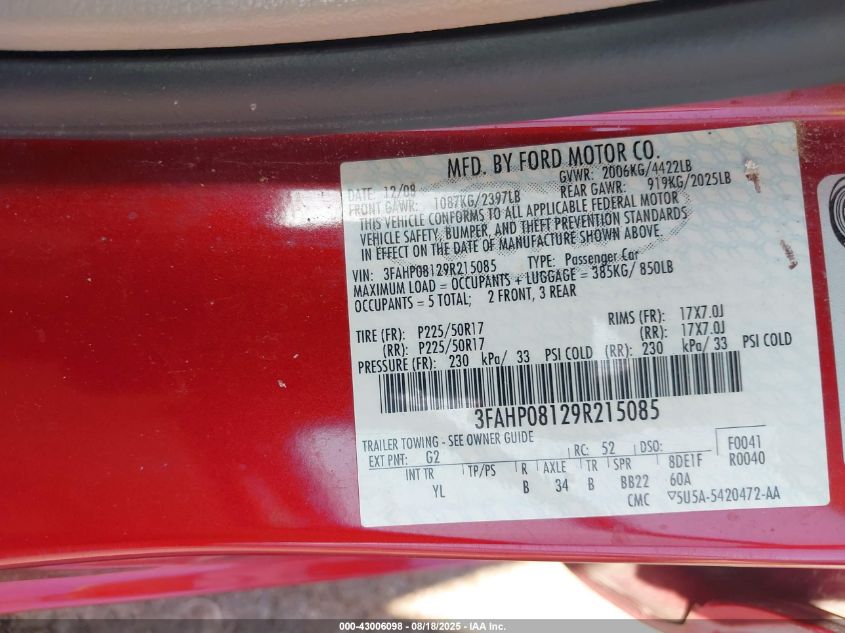 MFD. BY FORD MOTOR CO.
DATE: 12/08 GVWR: 2006KG/4422LB
FRONT GAWR: 1087KG/2397LB REAR GAWR: 919KG/2025LB
THIS VEHICLE CONFORMS TO ALL APPLICABLE FEDERAL MOTOR
VEHICLE SAFETY, BUMPER, AND THEFT PREVENTION STANDARDS
IN EFFECT ON THE DATE OF MANUFACTURE SHOWN ABOVE.
VIN: 3FAHP08129R215085 TYPE: Passenger Car
MAXIMUM LOAD = OCCUPANTS + LUGGAGE = 385KG/ 850LB
OCCUPANTS = 5 TOTAL; 2 FRONT, 3 REAR
TIRE (FR): P225/50R17 RIMS (FR): 17X7.0J
(RR): P225/50R17 (RR): 17X7.0J
PRESSURE (FR): 230 kPa/ 33 PSI COLD (RR): 230 kPa/ 33 PSI COLD
3FAHP08129R215085
TRAILER TOWING - SEE OWNER GUIDE
EXT PNT: G2 RC: 52 DSO: F0041
INT TR TP/PS R AXLE TR SPR 8DE1F R0040
YL B 34 B BB22 60A
CMC ▽5U5A-5420472-AA
000-43006098 - 08/18/2025 - IAA Inc.